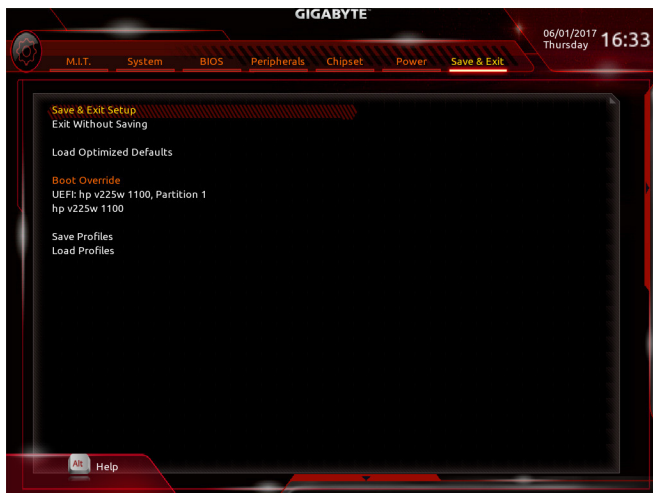 GIGABYTE™
06/01/2017
Thursday
16:33
M.I.T. System BIOS Peripherals Chipset Power Save & Exit
Save & Exit Setup
Exit Without Saving
Load Optimized Defaults
Boot Override
UEFI: hp v225w 1100, Partition 1
hp v225w 1100
Save Profiles
Load Profiles
Alt Help